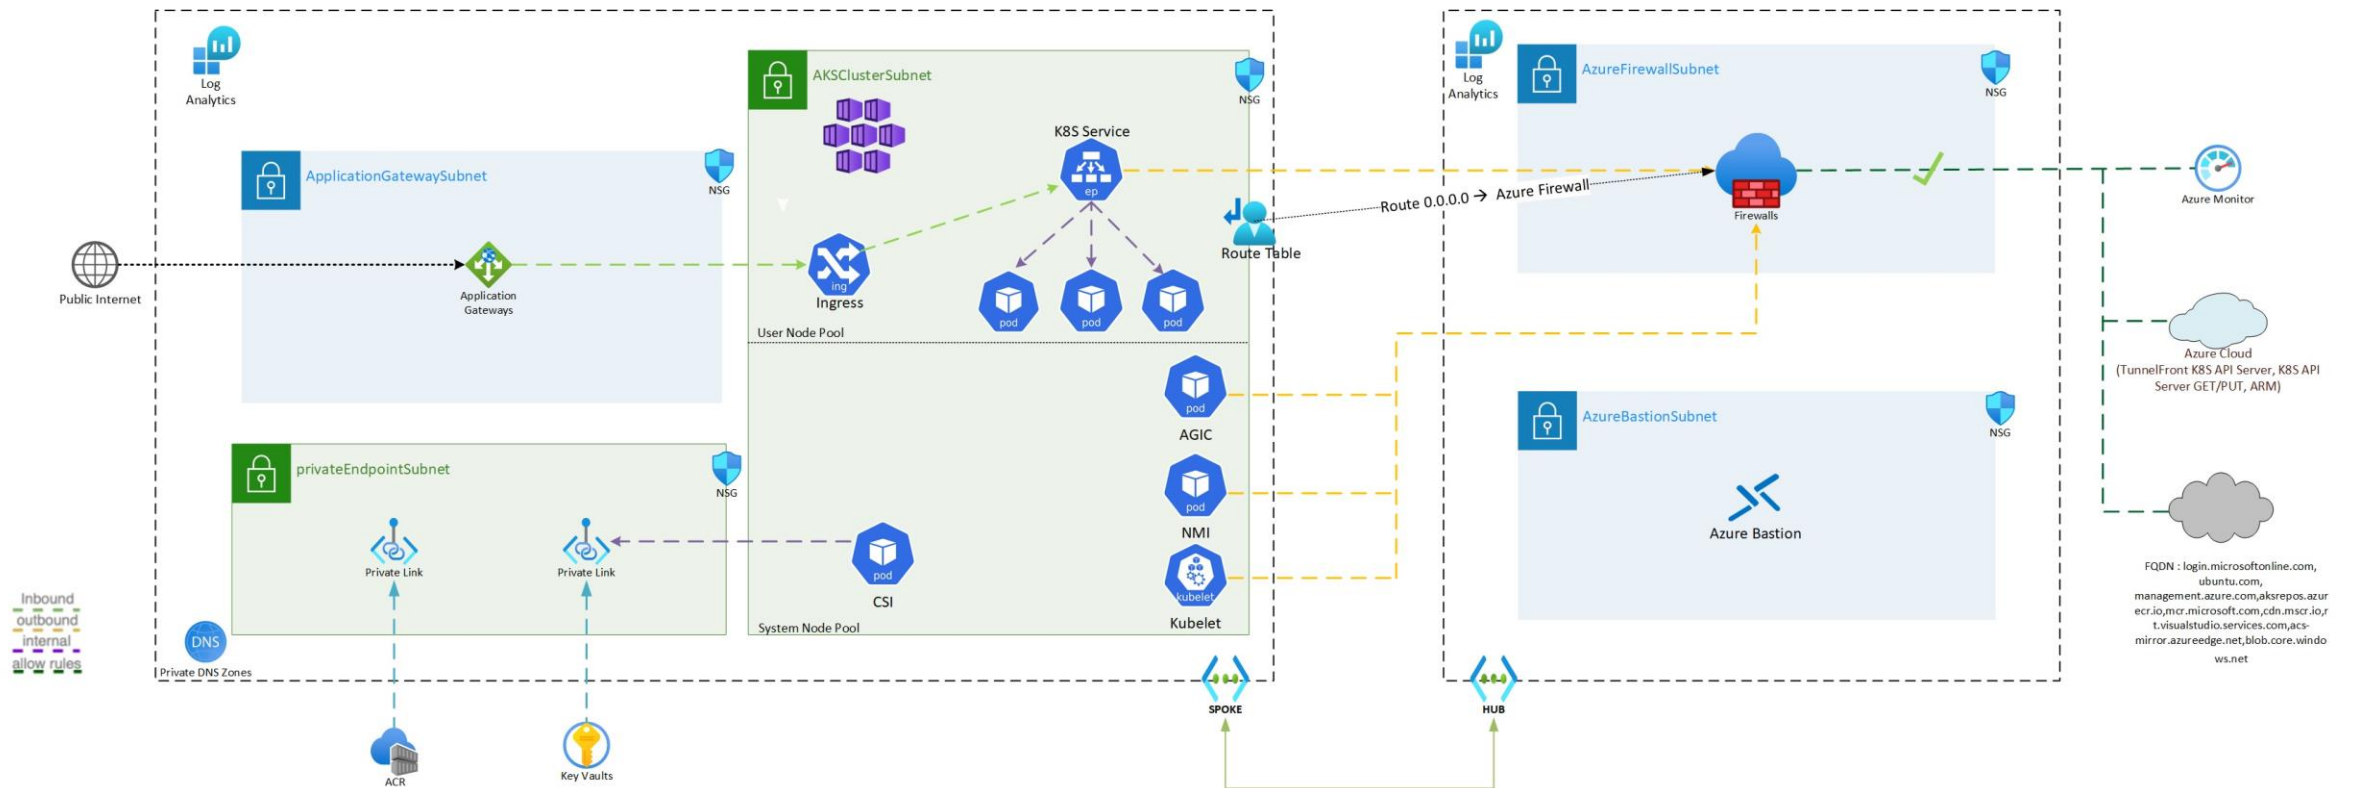 Log
Analytics
ApplicationGatewaySubnet
NSG
Public Internet
Application
Gateways
privateEndpointSubnet
NSG
Private Link
Private Link
DNS
Private DNS Zones
ACR
Key Vaults
Inbound
outbound
internal
allow rules
AKSClusterSubnet
NSG
K8S Service
ep
ing
Ingress
pod
pod
pod
User Node Pool
Route Table
Route 0.0.0.0 → Azure Firewall
pod
AGIC
pod
NMI
pod
CSI
kubelet
Kubelet
System Node Pool
SPOKE
HUB
Log
Analytics
AzureFirewallSubnet
NSG
Firewalls
AzureBastionSubnet
NSG
Azure Bastion
Azure Monitor
Azure Cloud
(TunnelFront K8S API Server, K8S API
Server GET/PUT, ARM)
FQDN : login.microsoftonline.com,
ubuntu.com,
management.azure.com,aksrepos.azur
ecr.io,mcr.microsoft.com,cdn.mscr.io,r
t.visualstudio.services.com,acs-
mirror.azureedge.net,blob.core.windo
ws.net